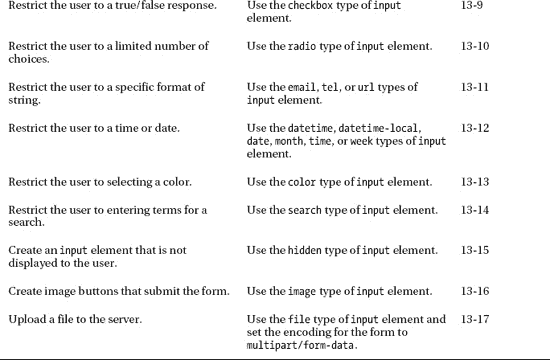 Restrict the user to a true/false response. Use the checkbox type of input 13-9
element.
Restrict the user to a limited number of Use the radio type of input element. 13-10
choices.
Restrict the user to a specific format of Use the email, tel, or url types of 13-11
string. input element.
Restrict the user to a time or date. Use the datetime, datetime-local, 13-12
date, month, time, or week types of input
element.
Restrict the user to selecting a color. Use the color type of input element. 13-13
Restrict the user to entering terms for a Use the search type of input element. 13-14
search.
Create an input element that is not Use the hidden type of input element. 13-15
displayed to the user.
Create image buttons that submit the form. Use the image type of input element. 13-16
Upload a file to the server. Use the file type of input element and 13-17
set the encoding for the form to
multipart/form-data.